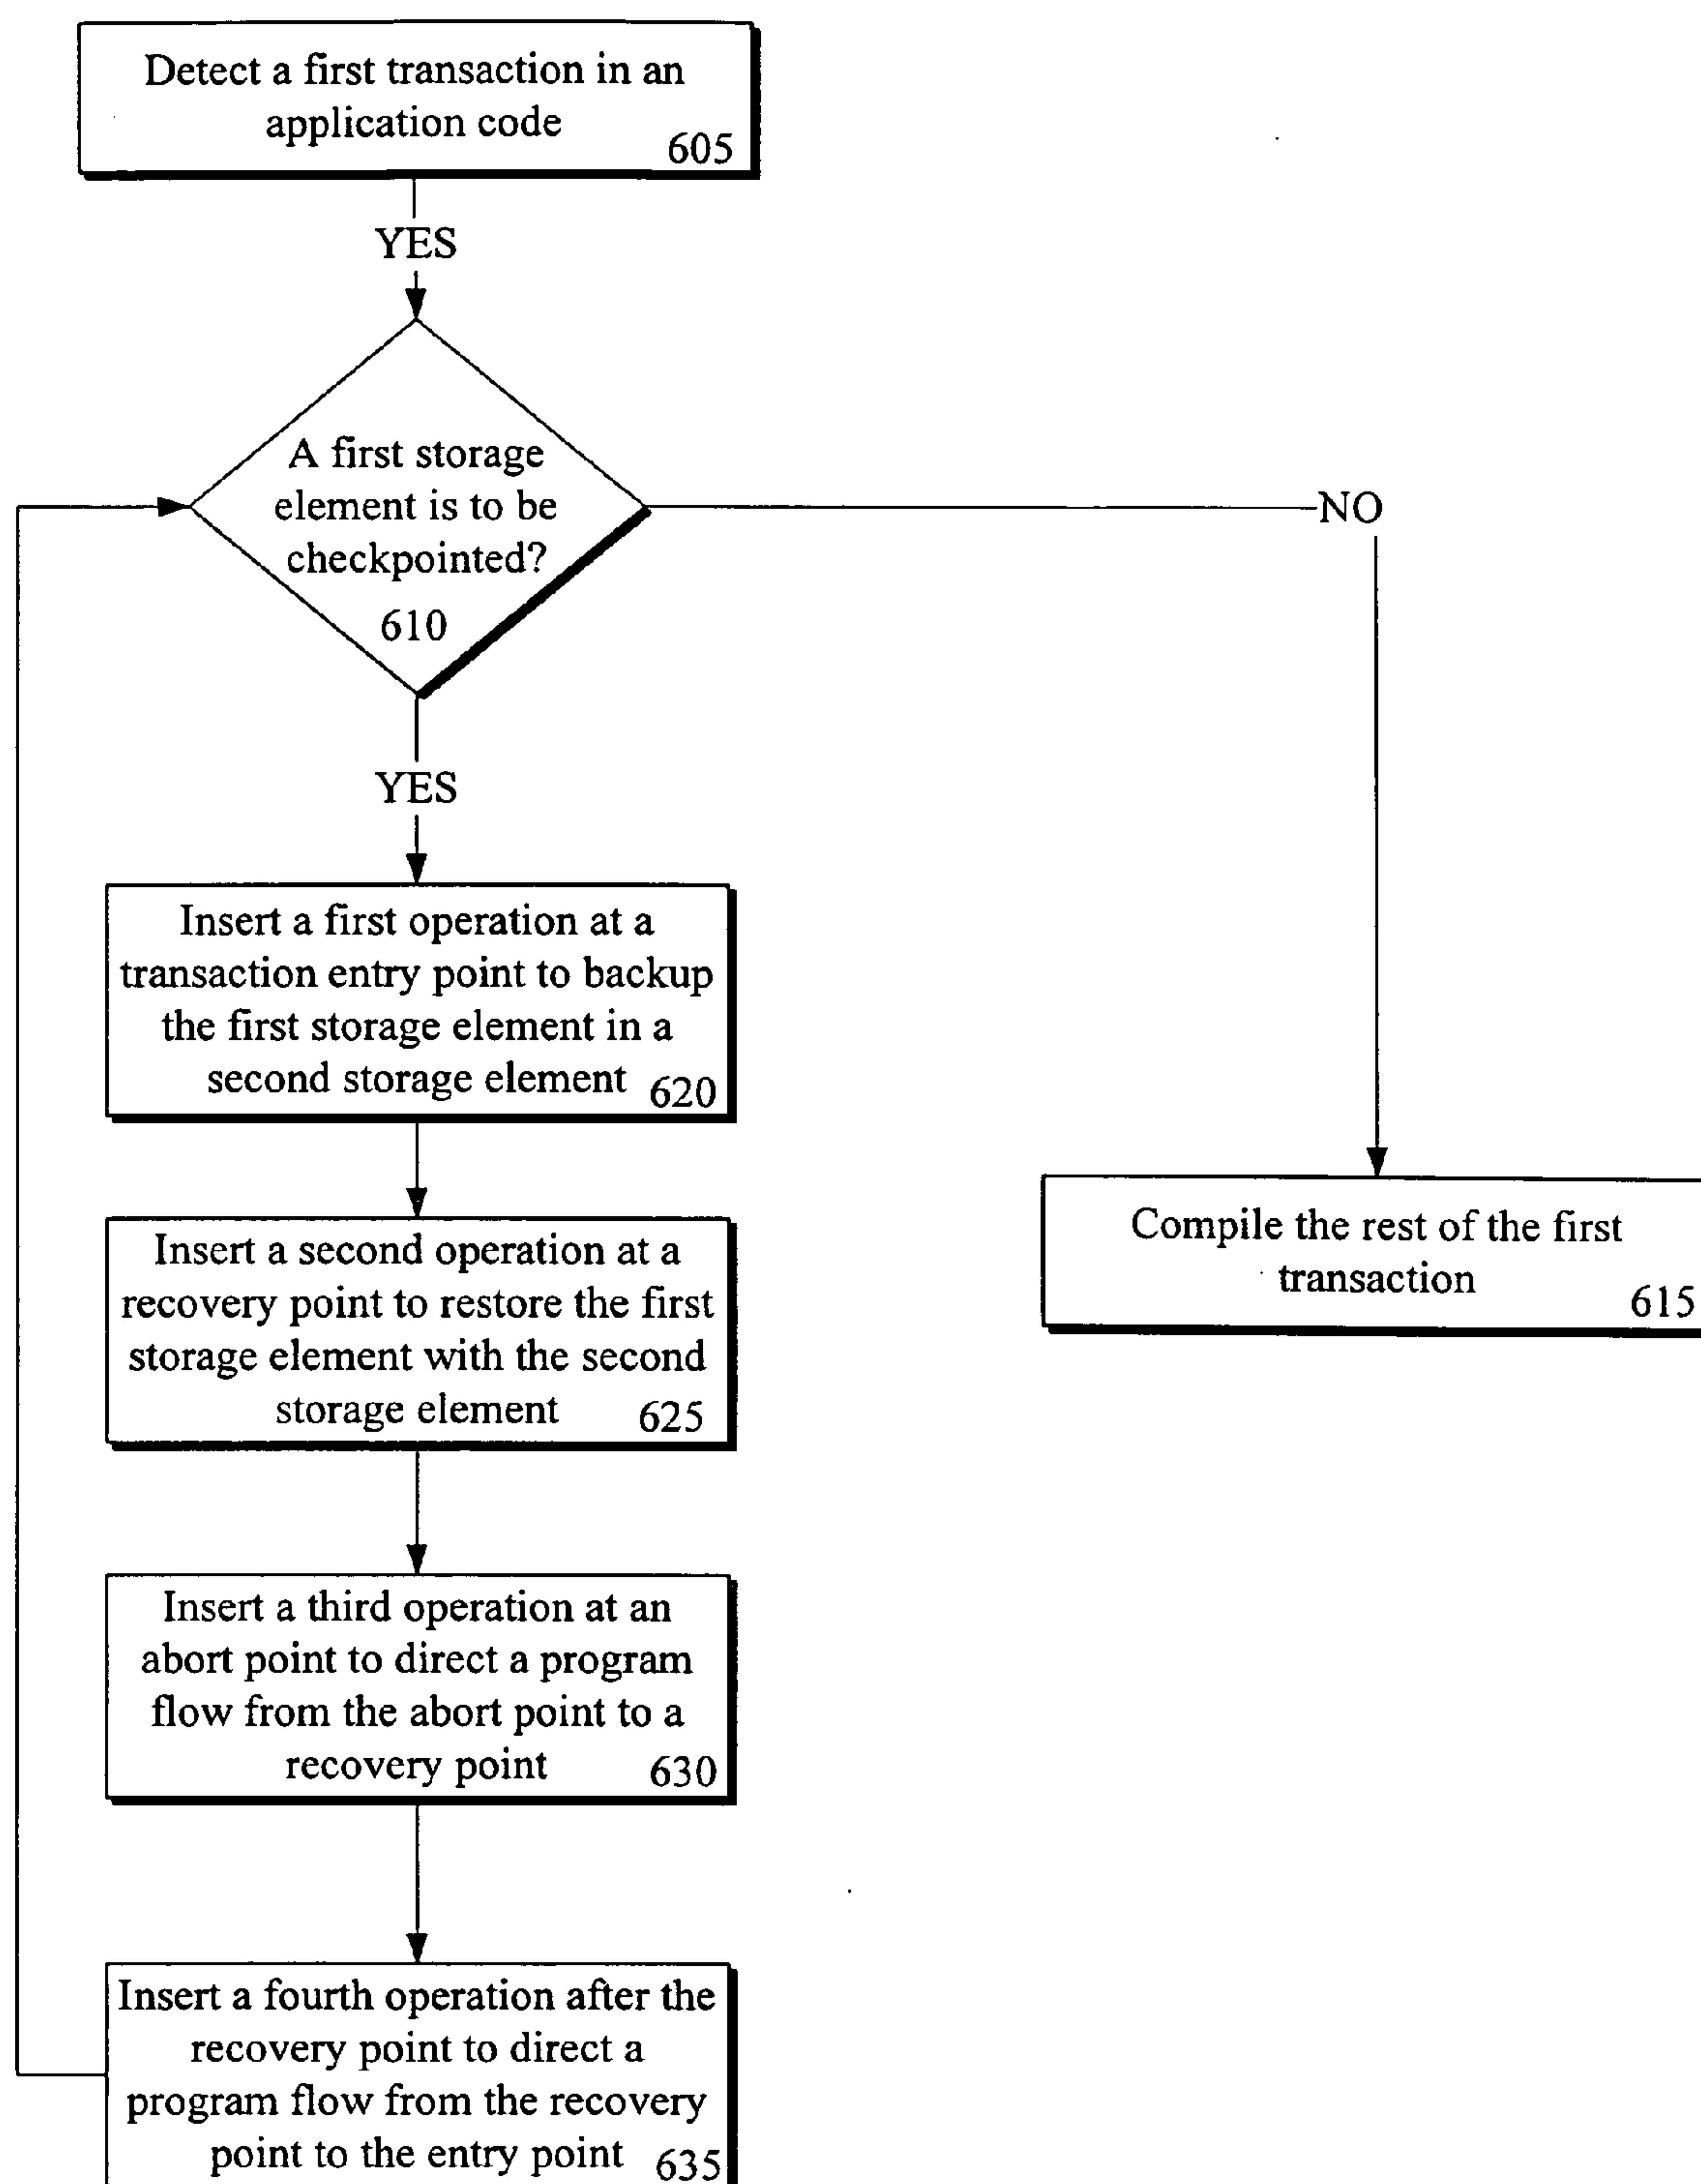 Detect a first transaction in an
application code
605
YES
A first storage
element is to be
checkpointed?
610
NO
YES
Insert a first operation at a
transaction entry point to backup
the first storage element in a
second storage element 620
Insert a second operation at a
recovery point to restore the first
storage element with the second
storage element 625
Compile the rest of the first
transaction
615
Insert a third operation at an
abort point to direct a program
flow from the abort point to a
recovery point 630
Insert a fourth operation after the
recovery point to direct a
program flow from the recovery
point to the entry point 635